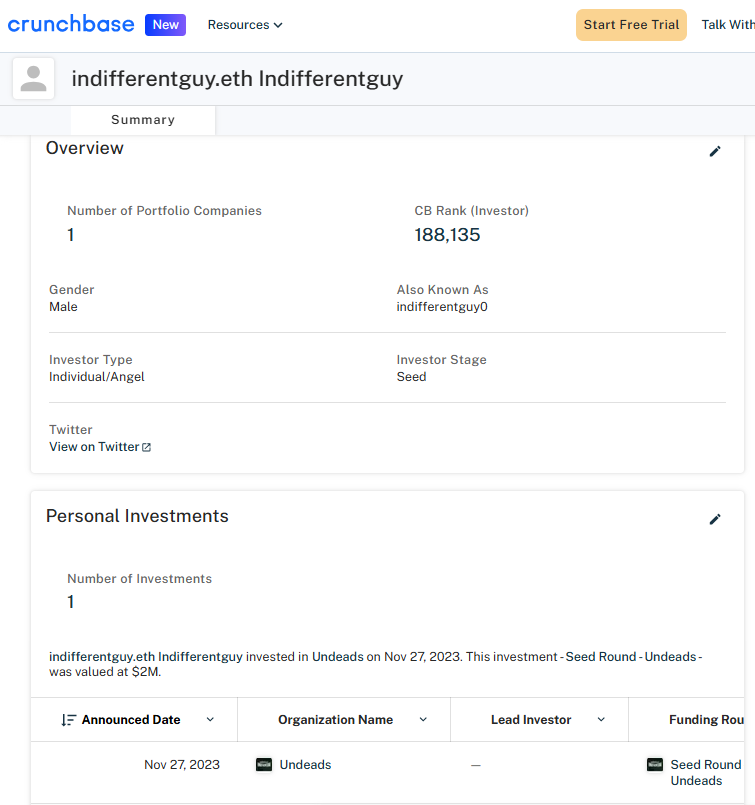 crunchbase New Resources Start Free Trial Talk With
indifferentguy.eth Indifferentguy
Summary
Overview
Number of Portfolio Companies CB Rank (Investor)
1 188,135
Gender Also Known As
Male indifferentguy0
Investor Type Investor Stage
Individual/Angel Seed
Twitter
View on Twitter
Personal Investments
Number of Investments
1
indifferentguy.eth Indifferentguy invested in Undeads on Nov 27, 2023. This investment - Seed Round - Undeads -
was valued at $2M.
Announced Date Organization Name Lead Investor Funding Rou
Nov 27, 2023 Undeads — Seed Round
Undeads